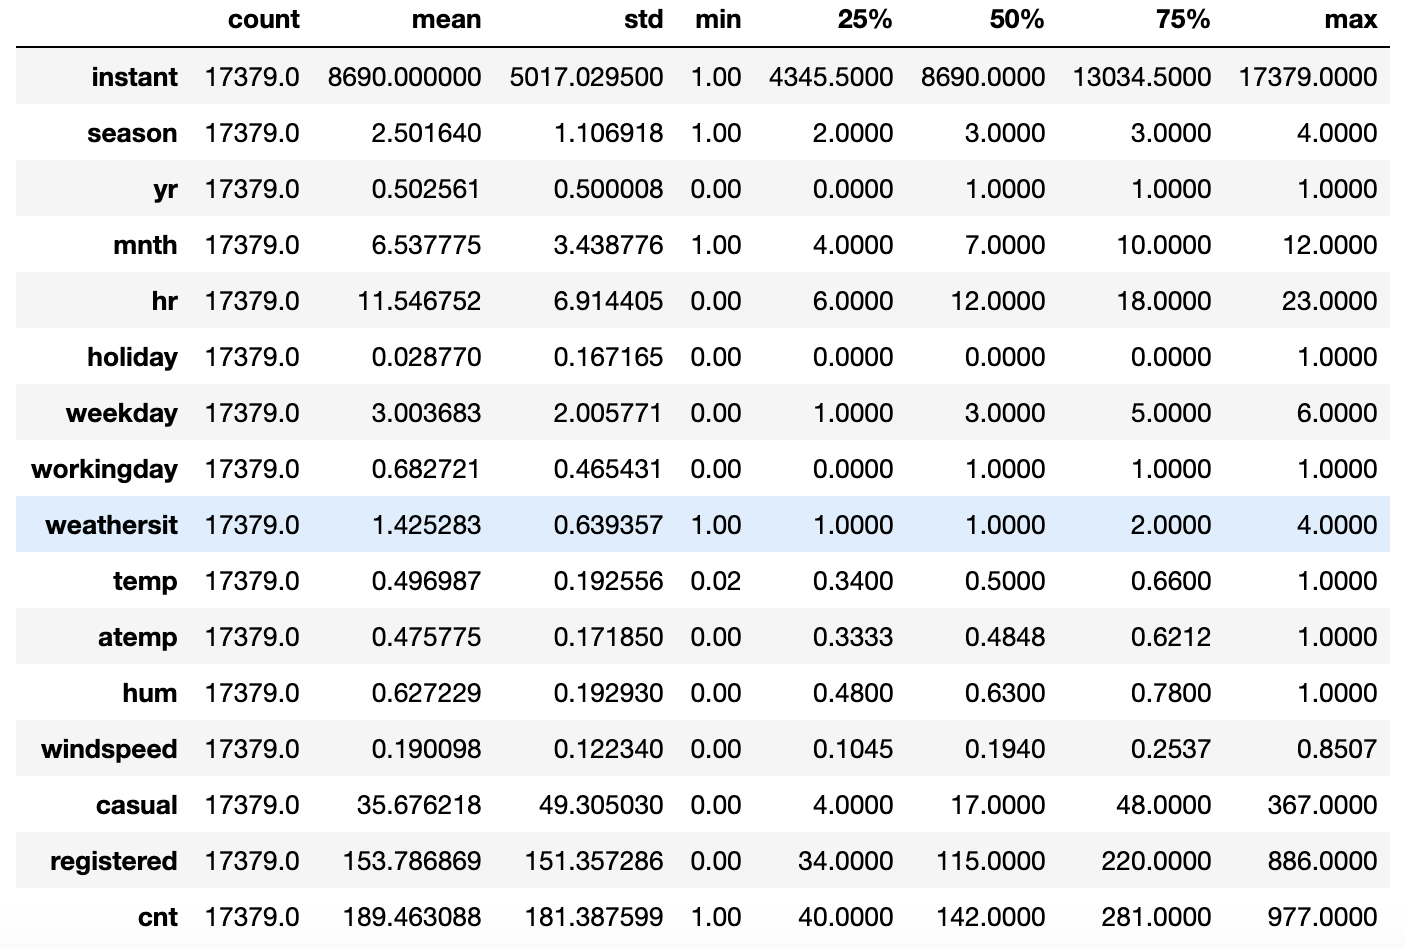 count mean std min 25% 50% 75% max
instant 17379.0 8690.000000 5017.029500 1.00 4345.5000 8690.0000 13034.5000 17379.0000
season 17379.0 2.501640 1.106918 1.00 2.0000 3.0000 3.0000 4.0000
yr 17379.0 0.502561 0.500008 0.00 0.0000 1.0000 1.0000 1.0000
mnth 17379.0 6.537775 3.438776 1.00 4.0000 7.0000 10.0000 12.0000
hr 17379.0 11.546752 6.914405 0.00 6.0000 12.0000 18.0000 23.0000
holiday 17379.0 0.028770 0.167165 0.00 0.0000 0.0000 0.0000 1.0000
weekday 17379.0 3.003683 2.005771 0.00 1.0000 3.0000 5.0000 6.0000
workingday 17379.0 0.682721 0.465431 0.00 0.0000 1.0000 1.0000 1.0000
weathersit 17379.0 1.425283 0.639357 1.00 1.0000 1.0000 2.0000 4.0000
temp 17379.0 0.496987 0.192556 0.02 0.3400 0.5000 0.6600 1.0000
atemp 17379.0 0.475775 0.171850 0.00 0.3333 0.4848 0.6212 1.0000
hum 17379.0 0.627229 0.192930 0.00 0.4800 0.6300 0.7800 1.0000
windspeed 17379.0 0.190098 0.122340 0.00 0.1045 0.1940 0.2537 0.8507
casual 17379.0 35.676218 49.305030 0.00 4.0000 17.0000 48.0000 367.0000
registered 17379.0 153.786869 151.357286 0.00 34.0000 115.0000 220.0000 886.0000
cnt 17379.0 189.463088 181.387599 1.00 40.0000 142.0000 281.0000 977.0000